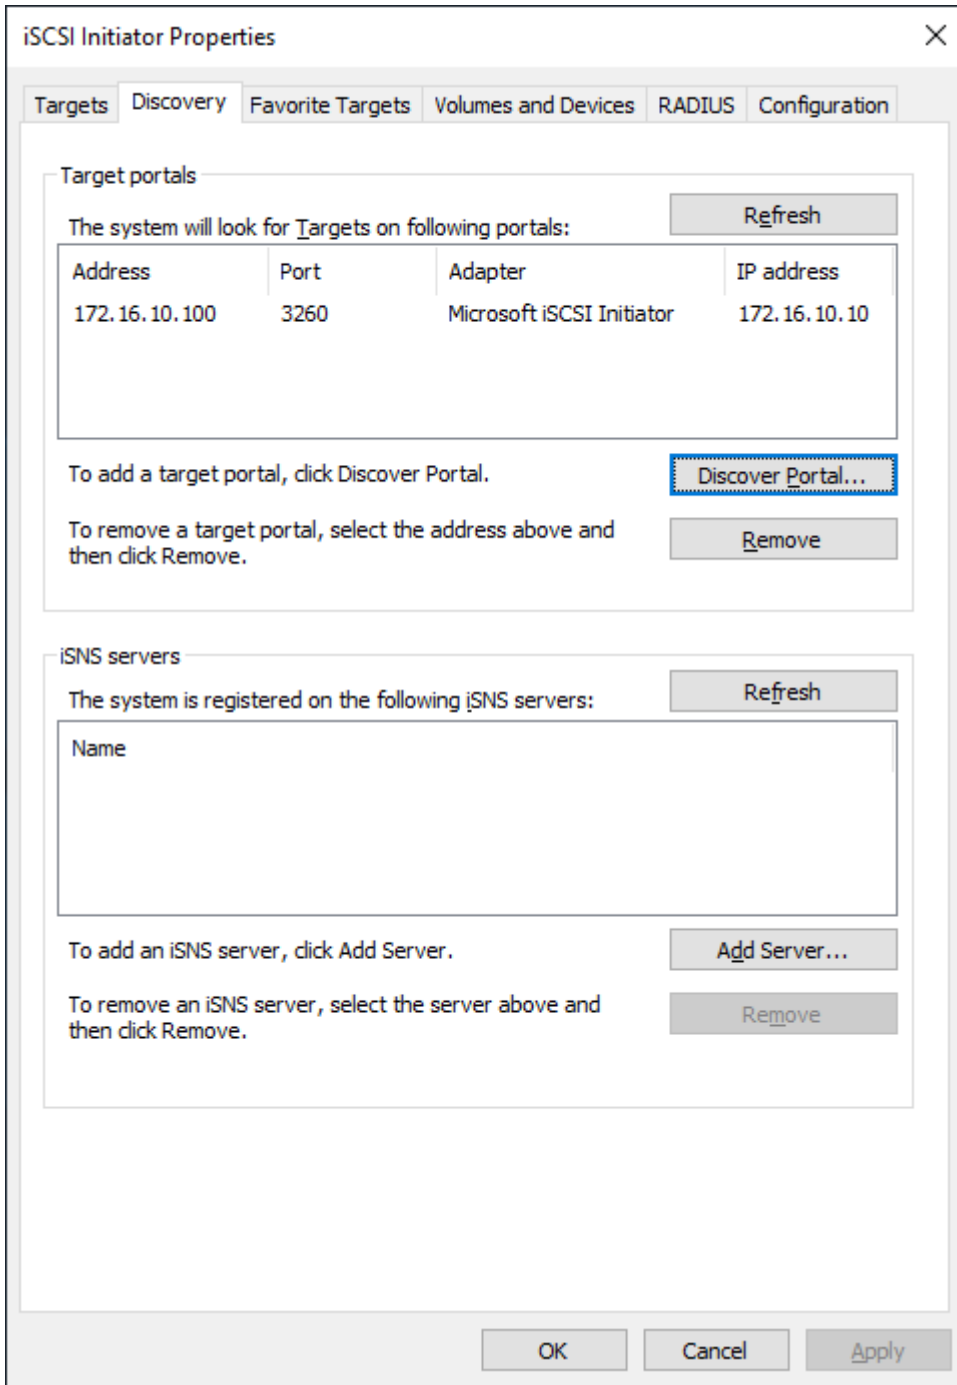 iSCSI Initiator Properties
Targets Discovery Favorite Targets Volumes and Devices RADIUS Configuration
Target portals
The system will look for Targets on following portals:
Refresh
Address Port Adapter IP address
172.16.10.100 3260 Microsoft iSCSI Initiator 172.16.10.10
To add a target portal, click Discover Portal.
Discover Portal...
To remove a target portal, select the address above and
then click Remove.
Remove
iSNS servers
The system is registered on the following iSNS servers:
Refresh
Name
To add an iSNS server, click Add Server.
Add Server...
To remove an iSNS server, select the server above and
then click Remove.
Remove
OK Cancel Apply